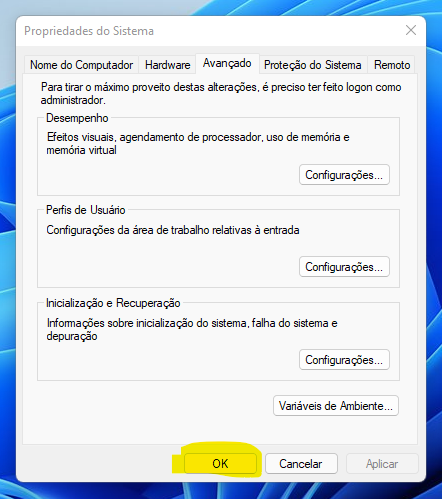 Propriedades do Sistema
Nome do Computador Hardware Avançado Proteção do Sistema Remoto
Para tirar o máximo proveito destas alterações, é preciso ter feito logon como
administrador.
Desempenho
Efeitos visuais, agendamento de processador, uso de memória e
memória virtual
Configurações...
Perfis de Usuário
Configurações da área de trabalho relativas à entrada
Configurações...
Inicialização e Recuperação
Informações sobre inicialização do sistema, falha do sistema e
depuração
Configurações...
Variáveis de Ambiente...
OK Cancelar Aplicar